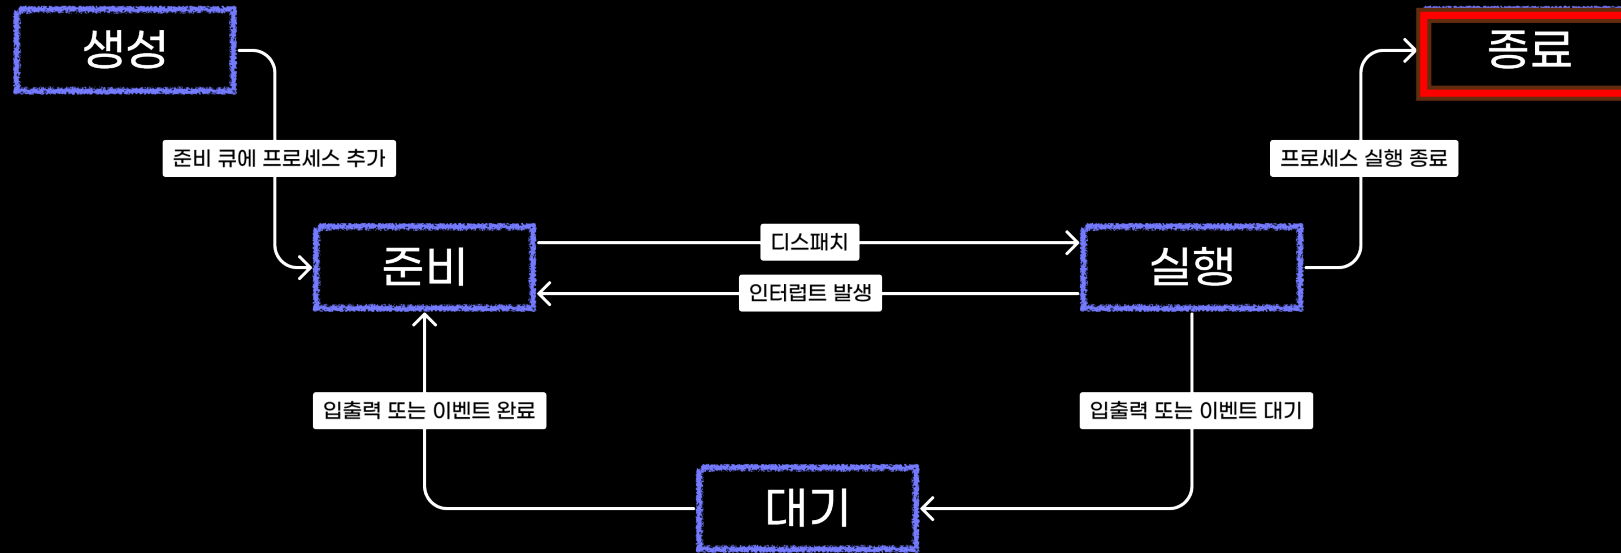 생성
종료
준비 큐에 프로세스 추가
프로세스 실행 종료
디스패치
준비
실행
인터럽트 발생
입출력 또는 이벤트 완료
입출력 또는 이벤트 대기
대기